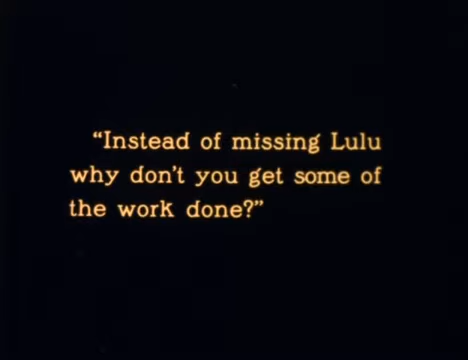 “Instead of missing Lulu
why don’t you get some of
the work done?”